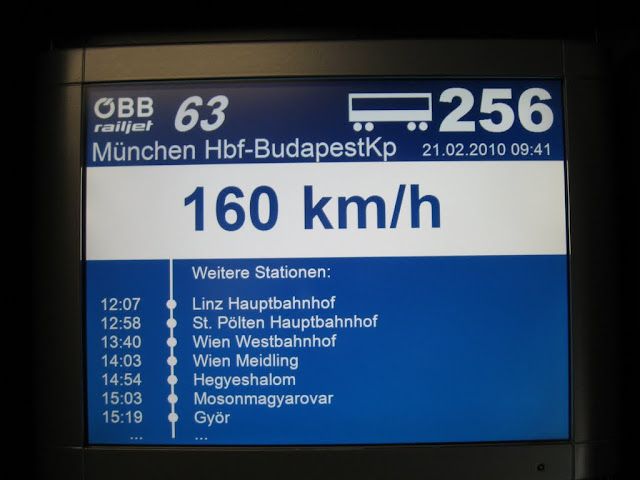 ÖBB
railjet
63
256
München Hbf-BudapestKp
21.02.2010 09:41
160 km/h
Weitere Stationen:
12:07 Linz Hauptbahnhof
12:58 St. Pölten Hauptbahnhof
13:40 Wien Westbahnhof
14:03 Wien Meidling
14:54 Hegyeshalom
15:03 Mosonmagyarovar
15:19 Györ
... ...